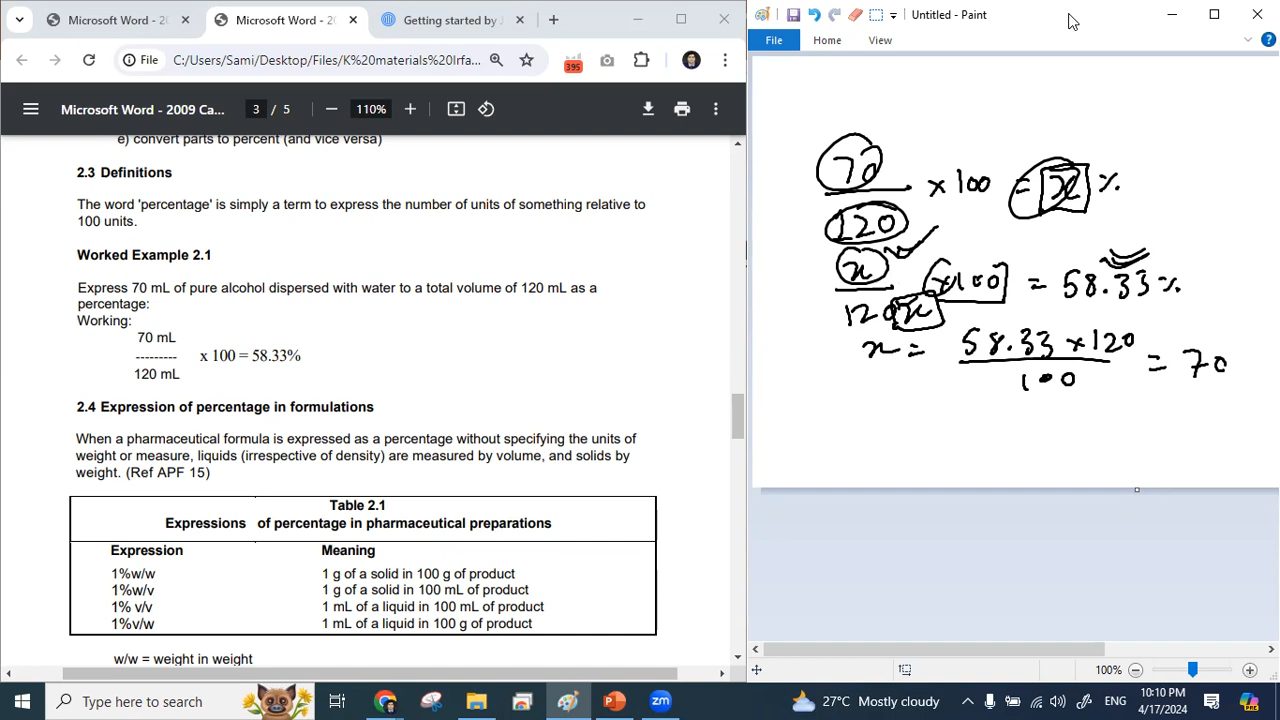 Microsoft Word - 20
Microsoft Word - 20
Getting started by J
File
C:/Users/Sami/Desktop/Files/K%20materials%20Irfa...
395
Microsoft Word - 2009 Ca...
3 / 5
110%
e) convert parts to percent (and vice versa)
2.3 Definitions
The word 'percentage' is simply a term to express the number of units of something relative to
100 units.
Worked Example 2.1
Express 70 mL of pure alcohol dispersed with water to a total volume of 120 mL as a
percentage:
Working:
70 mL
--------- x 100 = 58.33%
120 mL
2.4 Expression of percentage in formulations
When a pharmaceutical formula is expressed as a percentage without specifying the units of
weight or measure, liquids (irrespective of density) are measured by volume, and solids by
weight. (Ref APF 15)
Table 2.1
Expressions of percentage in pharmaceutical preparations
Expression Meaning
1%w/w 1 g of a solid in 100 g of product
1%w/v 1 g of a solid in 100 mL of product
1% v/v 1 mL of a liquid in 100 mL of product
1%v/w 1 mL of a liquid in 100 g of product
w/w = weight in weight
Untitled - Paint
File Home View
70
x 100 = x %
120
x
x100 = 58.33 %
120 x
x = 58.33 x 120
100
= 70
100%
Type here to search
27°C Mostly cloudy
ENG
10:10 PM
4/17/2024